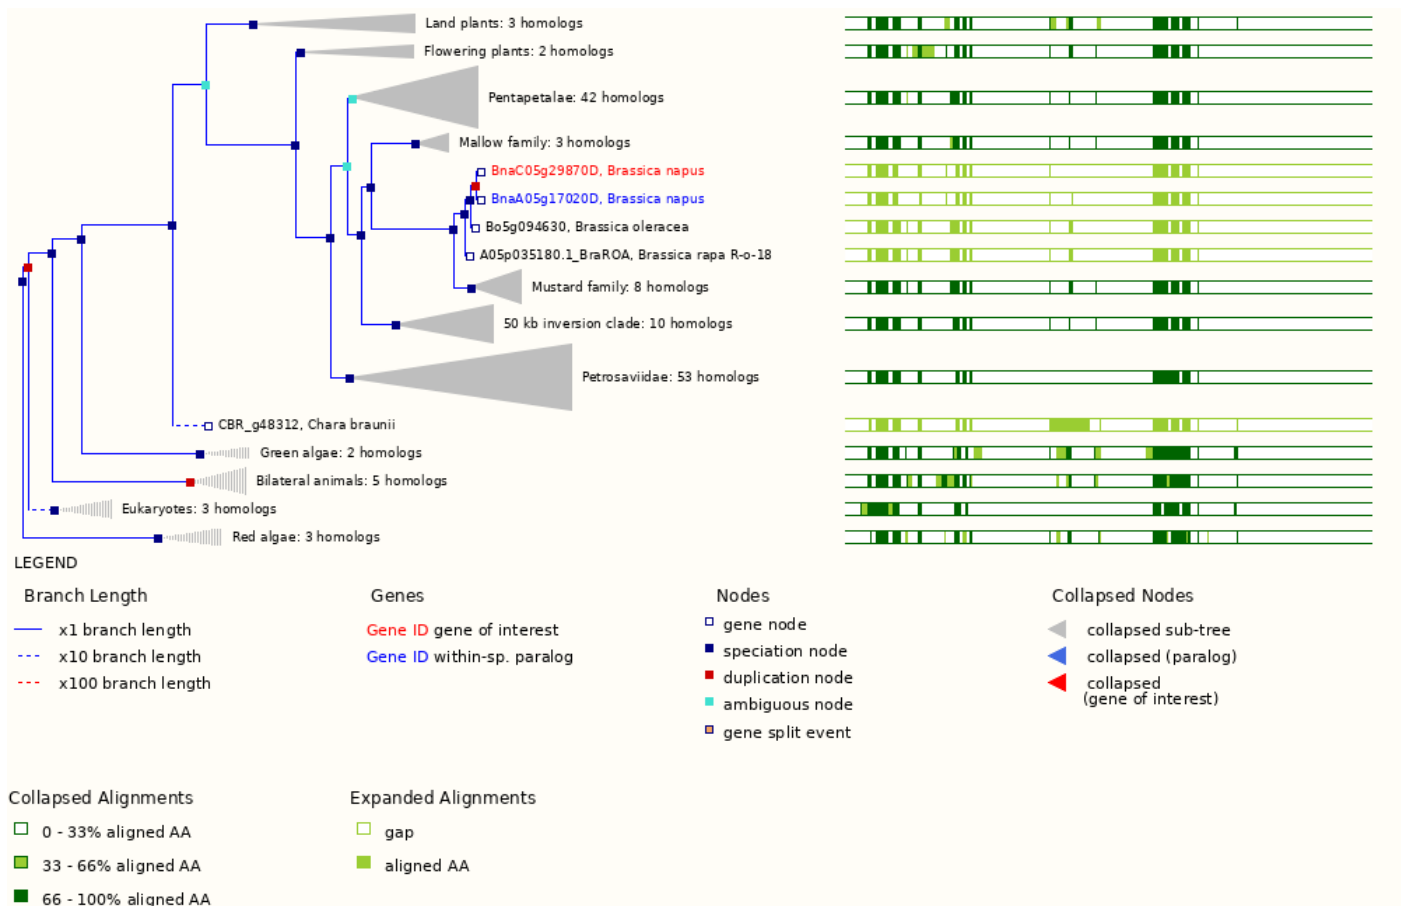 Land plants: 3 homologs
Flowering plants: 2 homologs
Pentapetalae: 42 homologs
Mallow family: 3 homologs
BnaC05g29870D, Brassica napus
BnaA05g17020D, Brassica napus
Bo5g094630, Brassica oleracea
A05p035180.1_BraROA, Brassica rapa R-o-18
Mustard family: 8 homologs
50 kb inversion clade: 10 homologs
Petrosaviidae: 53 homologs
CBR_g48312, Chara braunii
Green algae: 2 homologs
Bilateral animals: 5 homologs
Eukaryotes: 3 homologs
Red algae: 3 homologs
LEGEND
Branch Length
x1 branch length
x10 branch length
x100 branch length
Genes
Gene ID gene of interest
Gene ID within-sp. paralog
Nodes
gene node
speciation node
duplication node
ambiguous node
gene split event
Collapsed Nodes
collapsed sub-tree
collapsed (paralog)
collapsed
(gene of interest)
Collapsed Alignments
0 - 33% aligned AA
33 - 66% aligned AA
66 - 100% aligned AA
Expanded Alignments
gap
aligned AA